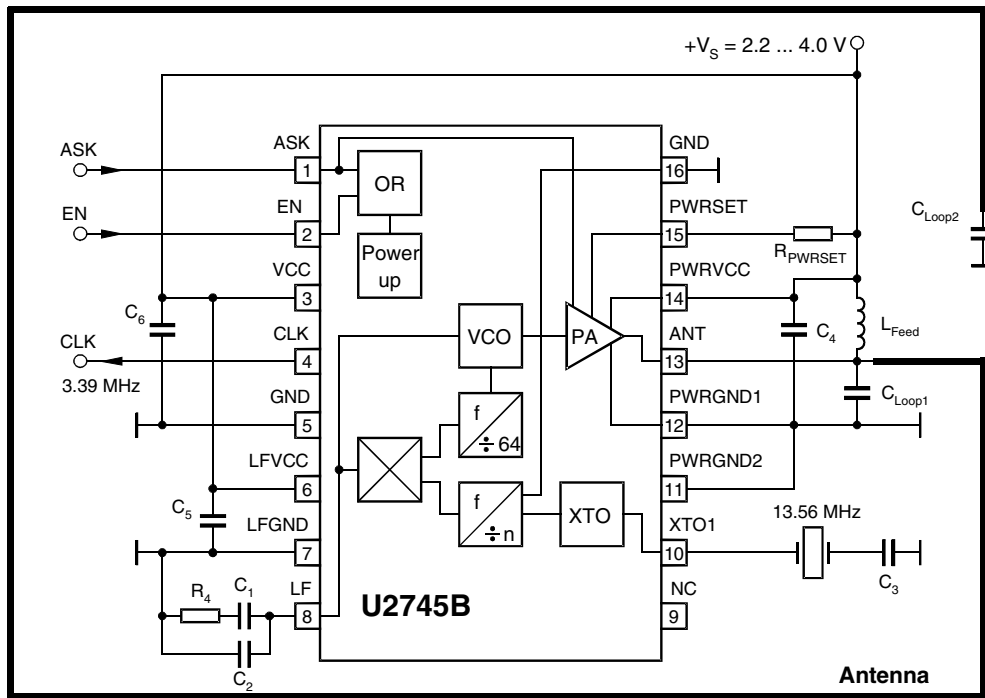 +VS = 2.2 ... 4.0 V
ASK
EN
CLK
3.39 MHz
C6
C5
R4
C1
C2
ASK
1
EN
2
VCC
3
CLK
4
GND
5
LFVCC
6
LFGND
7
LF
8
OR
Power
up
VCO
PA
f
÷ 64
f
÷ n
XTO
U2745B
GND
16
PWRSET
15
PWRVCC
14
ANT
13
PWRGND1
12
PWRGND2
11
XTO1
10
NC
9
RPWRSET
C4
LFeed
CLoop1
CLoop2
13.56 MHz
C3
Antenna